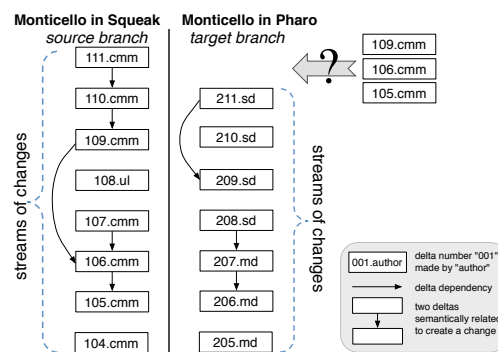 Monticello in Squeak
source branch
Monticello in Pharo
target branch
streams of changes
111.cmm
110.cmm
109.cmm
108.ul
107.cmm
106.cmm
105.cmm
104.cmm
211.sd
210.sd
209.sd
208.sd
207.md
206.md
205.md
streams of changes
?
109.cmm
106.cmm
105.cmm
001.author
delta number "001"
made by "author"
delta dependency
two deltas
semantically related
to create a change